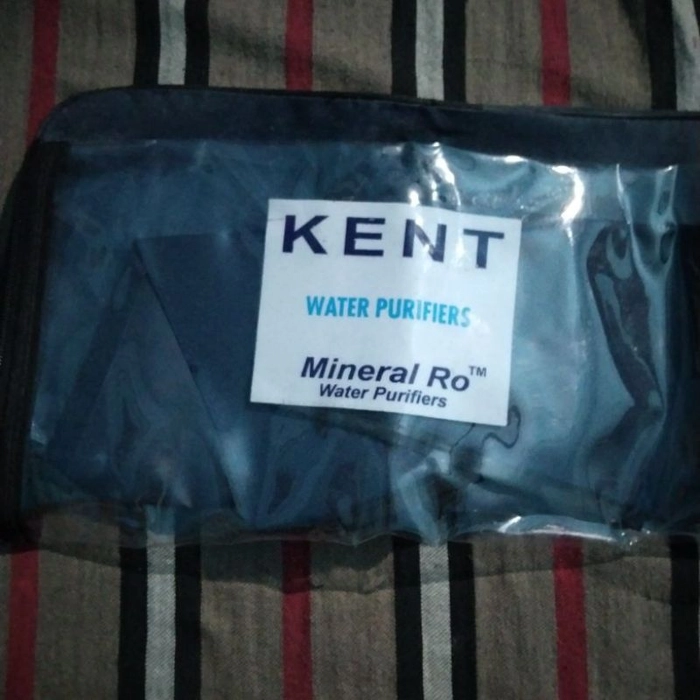 KENT
WATER PURIFIERS
Mineral Ro™
Water Purifiers